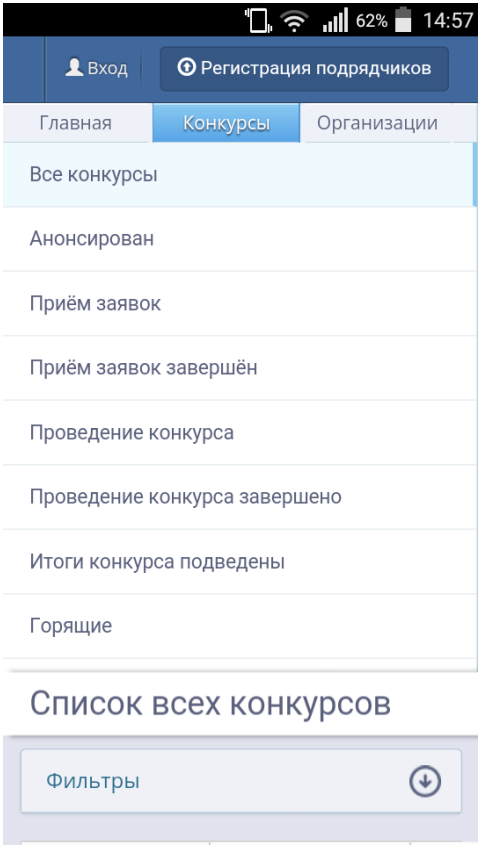 62% 14:57
Вход
Регистрация подрядчиков
Главная Конкурсы Организации
Все конкурсы
Анонсирован
Приём заявок
Приём заявок завершён
Проведение конкурса
Проведение конкурса завершено
Итоги конкурса подведены
Горящие
Список всех конкурсов
Фильтры